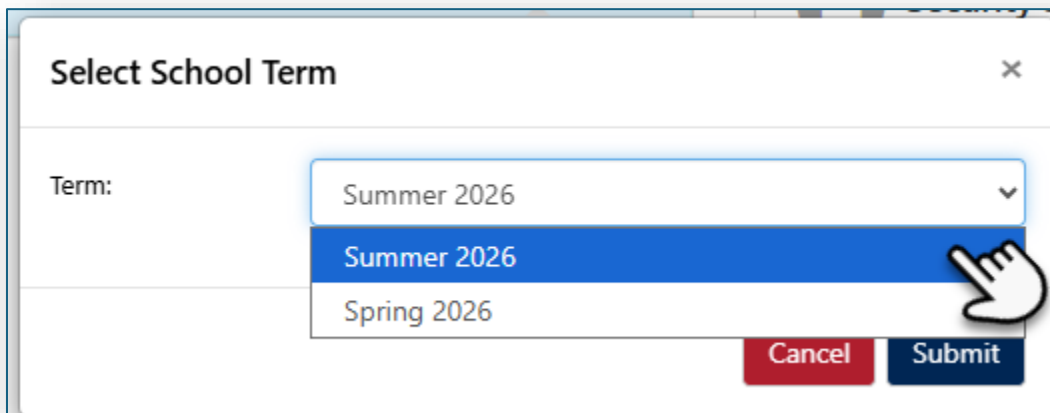 Select School Term ×
Term:
Summer 2026
Summer 2026
Spring 2026
Cancel Submit